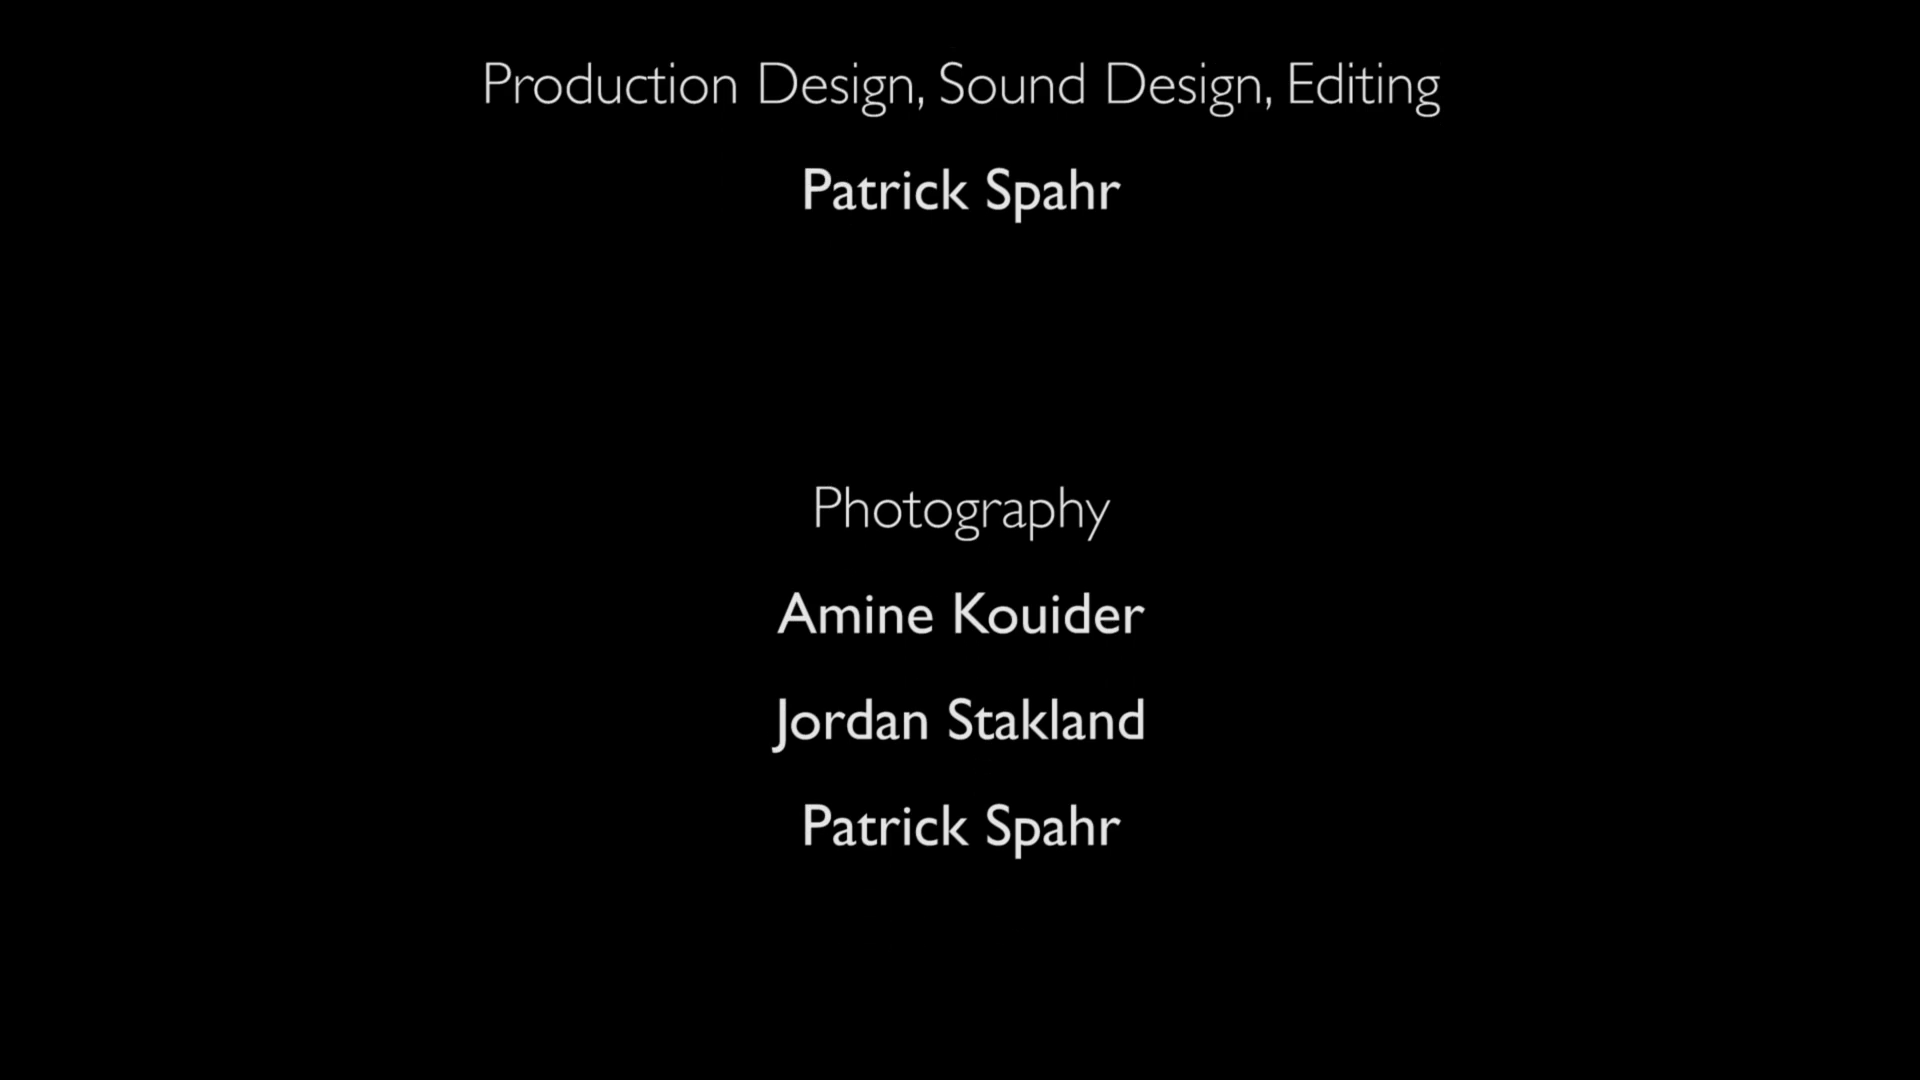 Production Design, Sound Design, Editing
Patrick Spahr
Photography
Amine Kouider
Jordan Stakland
Patrick Spahr